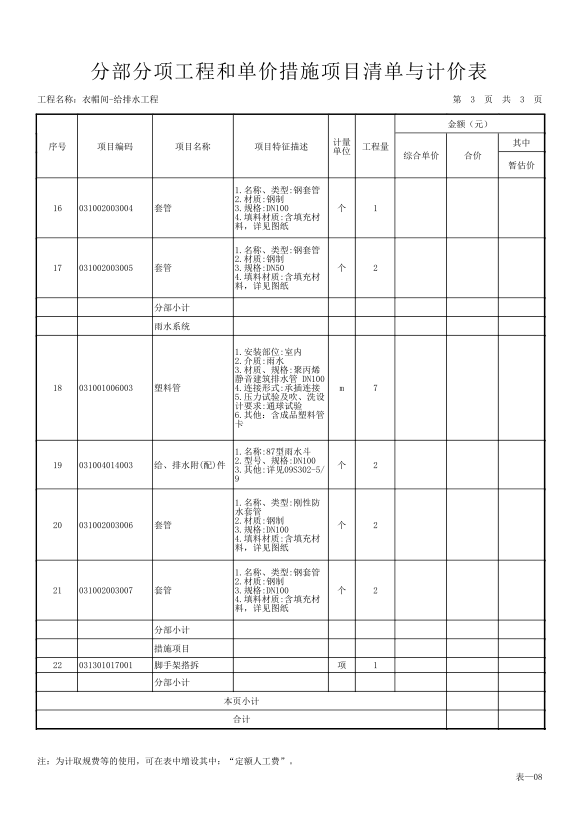 分部分项工程和单价措施项目清单与计价表
工程名称：衣帽间-给排水工程
第 3 页 共 3 页
序号
项目编码
项目名称
项目特征描述
计量
单位
工程量
金额（元）
综合单价
合价
其中
暂估价
16
031002003004
套管
1.名称、类型:钢套管
2.材质:钢制
3.规格:DN100
4.填料材质:含填充材
料，详见图纸
个
1
17
031002003005
套管
1.名称、类型:钢套管
2.材质:钢制
3.规格:DN50
4.填料材质:含填充材
料，详见图纸
个
2
分部小计
雨水系统
18
031001006003
塑料管
1.安装部位:室内
2.介质:雨水
3.材质、规格:聚丙烯
静音建筑排水管 DN100
4.连接形式:承插连接
5.压力试验及吹、洗设
计要求:通球试验
6.其他: 含成品塑料管
卡
m
7
19
031004014003
给、排水附(配)件
1.名称:87型雨水斗
2.型号、规格:DN100
3.其他:详见09S302-5/
9
个
2
20
031002003006
套管
1.名称、类型:刚性防
水套管
2.材质:钢制
3.规格:DN100
4.填料材质:含填充材
料，详见图纸
个
2
21
031002003007
套管
1.名称、类型:钢套管
2.材质:钢制
3.规格:DN100
4.填料材质:含填充材
料，详见图纸
个
2
分部小计
措施项目
22
031301017001
脚手架搭拆
项
1
分部小计
本页小计
合计
注：为计取规费等的使用，可在表中增设其中：“定额人工费”。
表—08